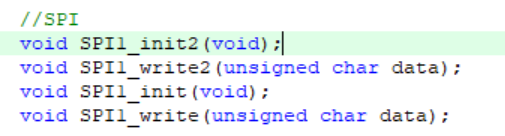 //SPI
void SPI1_init2(void);
void SPI1_write2(unsigned char data);
void SPI1_init(void);
void SPI1_write(unsigned char data);